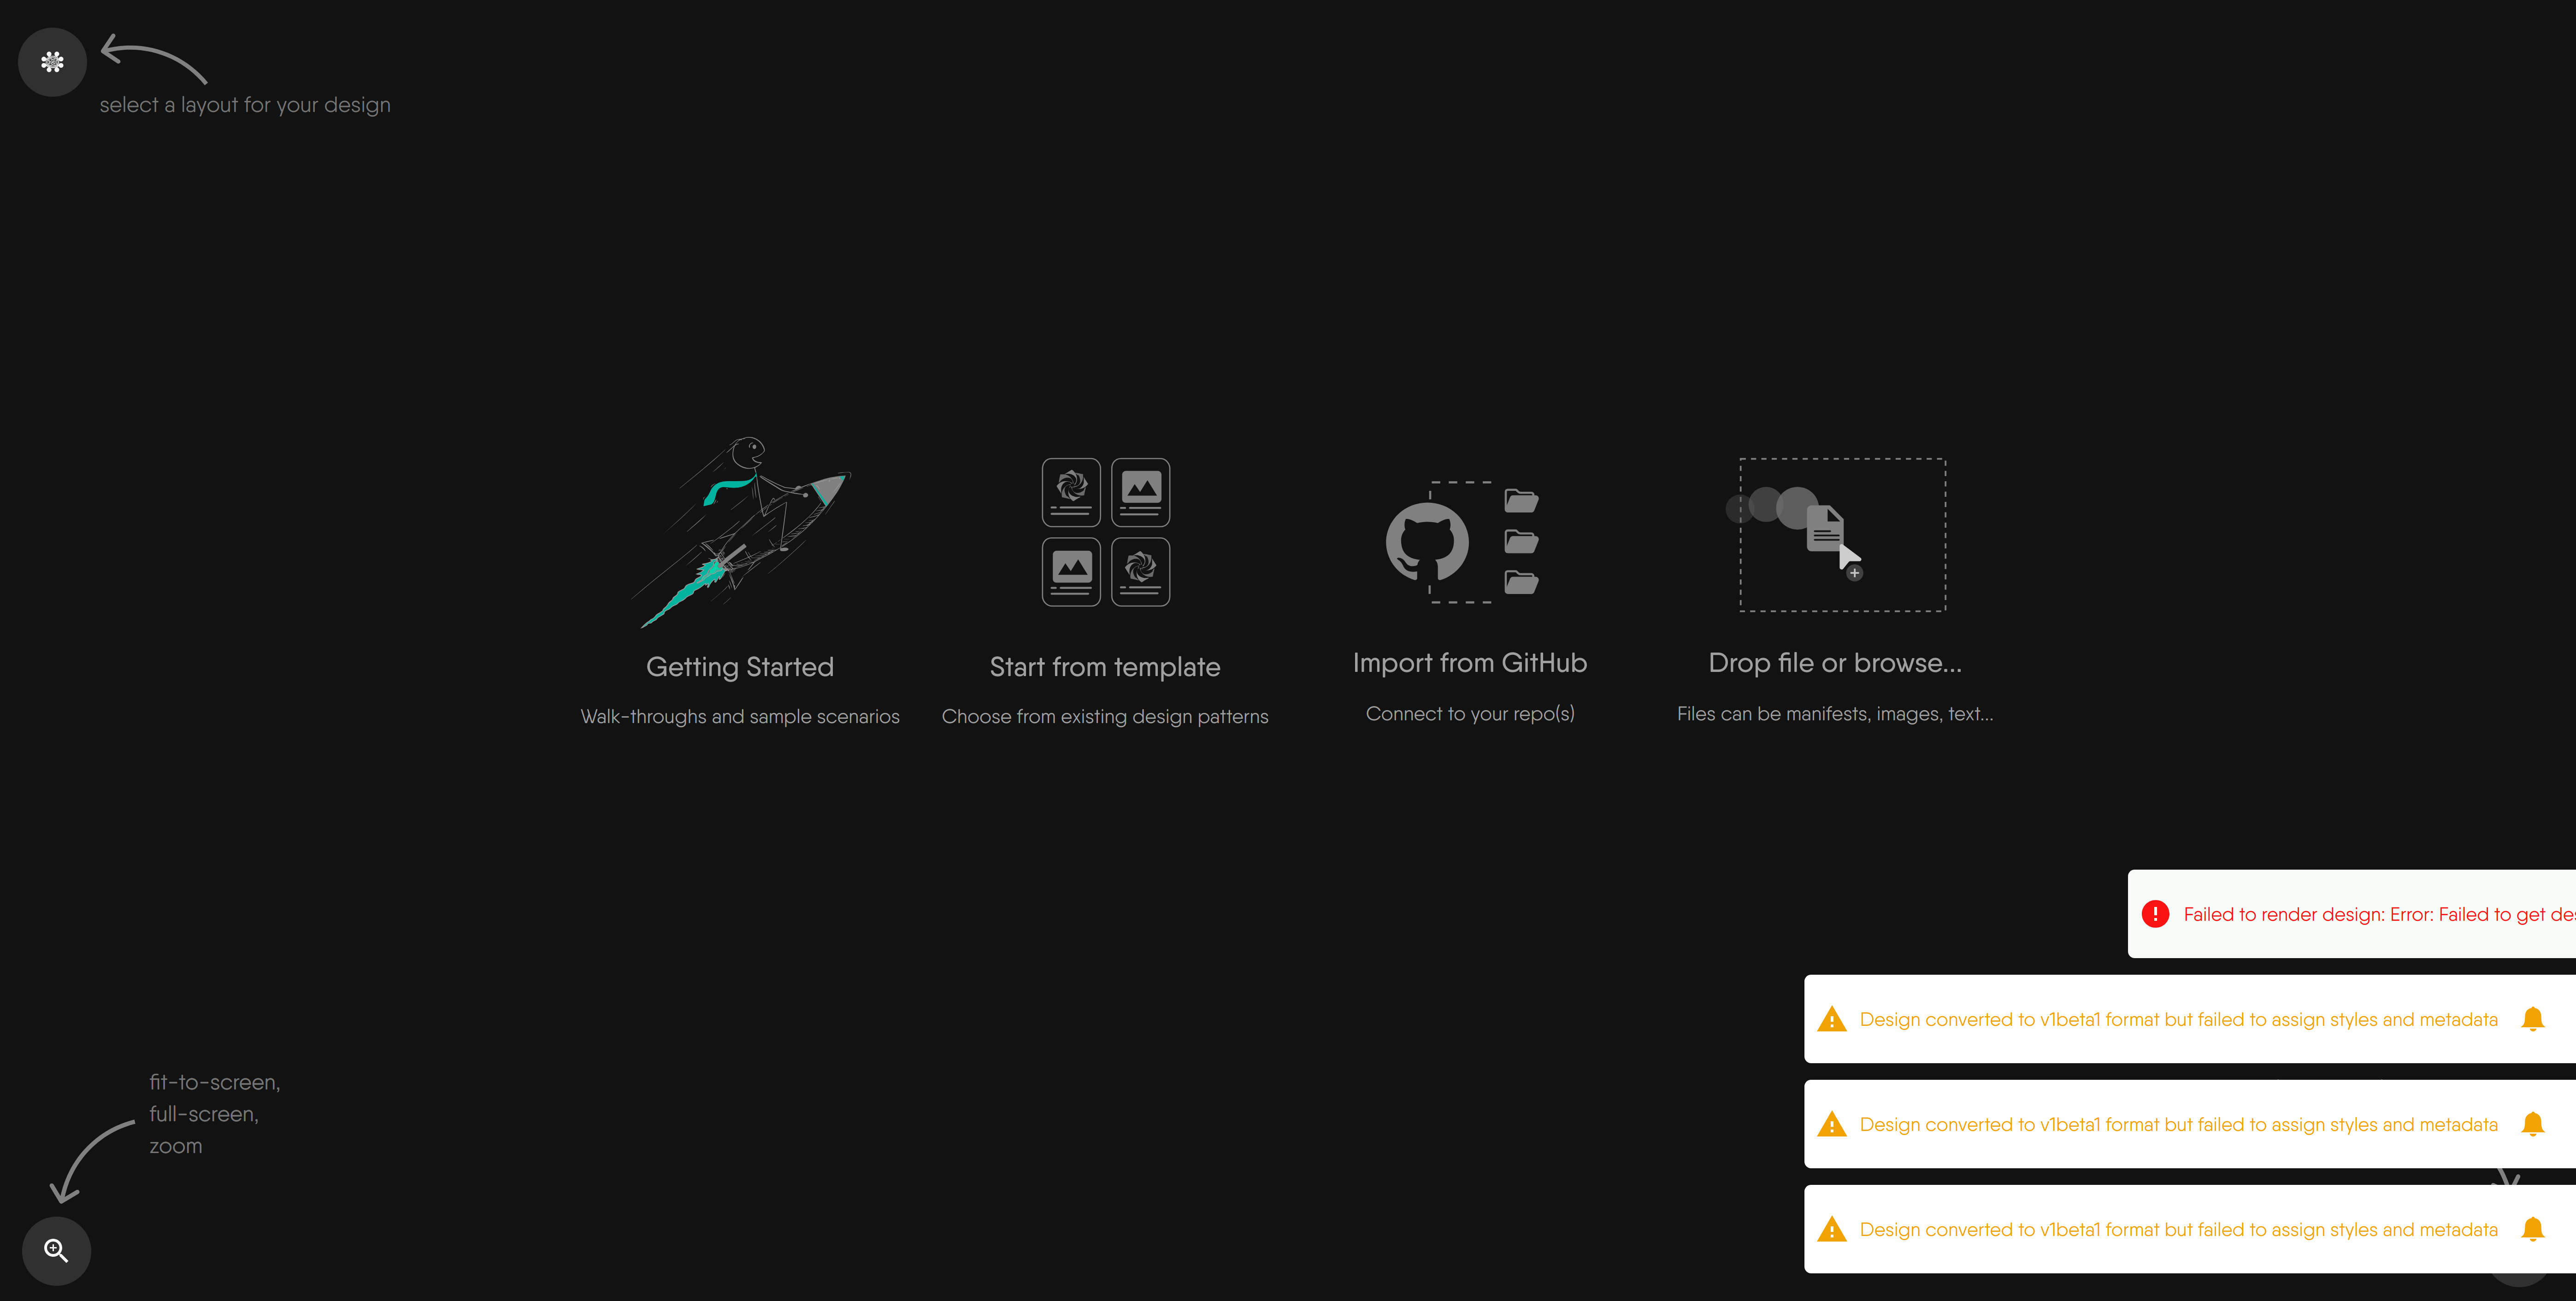 select a layout for your design
Getting Started
Walk-throughs and sample scenarios
Start from template
Choose from existing design patterns
Import from GitHub
Connect to your repo(s)
Drop file or browse...
Files can be manifests, images, text...
Failed to render design: Error: Failed to get
Design converted to v1beta1 format but failed to assign styles and metadata
Design converted to v1beta1 format but failed to assign styles and metadata
Design converted to v1beta1 format but failed to assign styles and metadata
fit-to-screen,
full-screen,
zoom